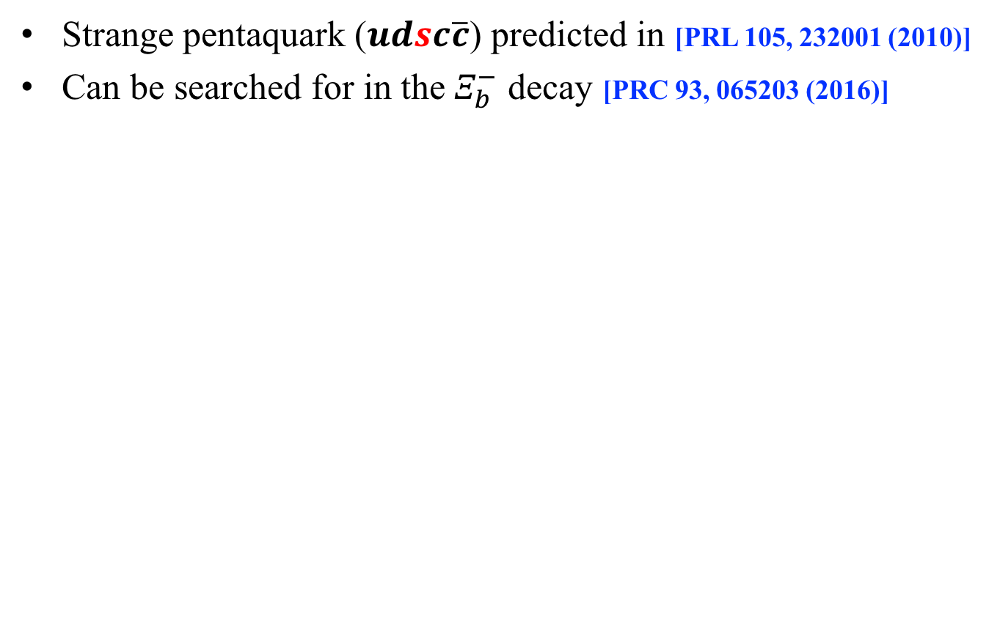 • Strange pentaquark (udscc̅) predicted in [PRL 105, 232001 (2010)]
• Can be searched for in the Ξb− decay [PRC 93, 065203 (2016)]